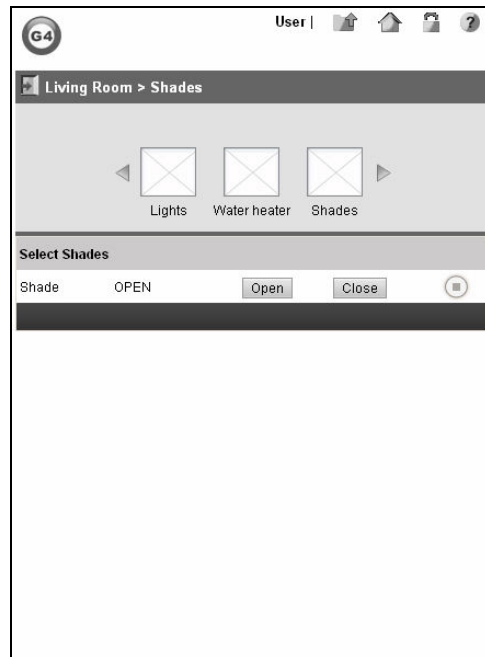 G4
User |
?
Living Room > Shades
Lights Water heater Shades
Select Shades
Shade OPEN Open Close